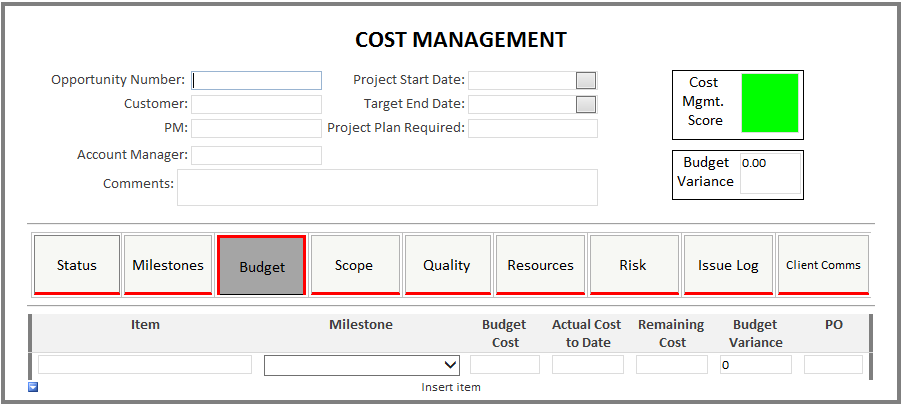 COST MANAGEMENT
Opportunity Number: Project Start Date:
Customer: Target End Date:
PM: Project Plan Required:
Account Manager:
Comments:
Cost
Mgmt.
Score
Budget
Variance
0.00
Status Milestones Budget Scope Quality Resources Risk Issue Log Client Comms
Item Milestone Budget Cost Actual Cost to Date Remaining Cost Budget Variance PO
0
Insert item